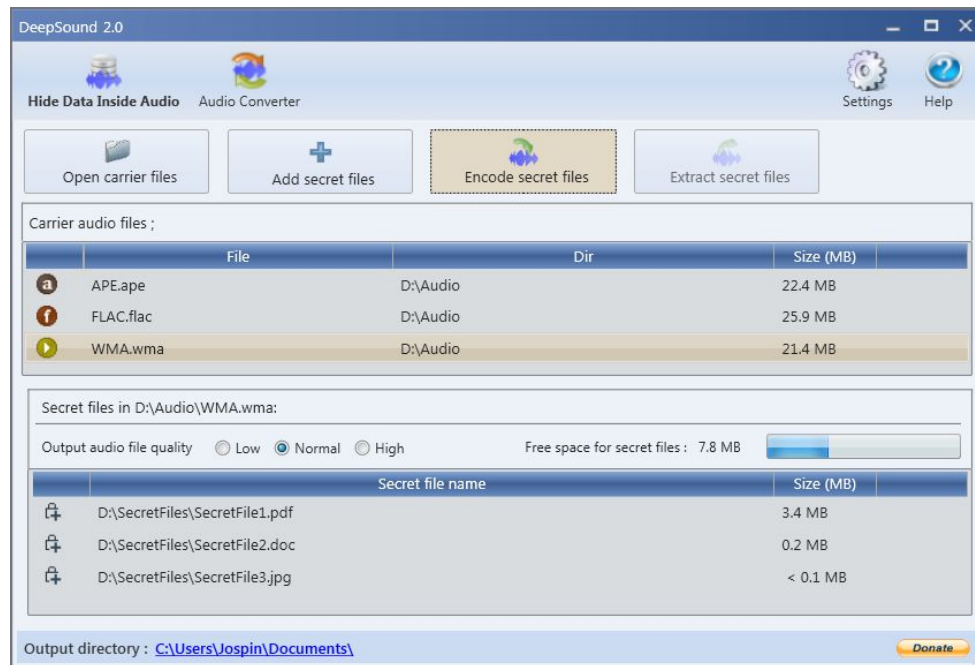 DeepSound 2.0
Hide Data Inside Audio Audio Converter Settings Help
Open carrier files Add secret files Encode secret files Extract secret files
Carrier audio files ;
File Dir Size (MB)
a APE.ape D:\Audio 22.4 MB
f FLAC.flac D:\Audio 25.9 MB
WMA.wma D:\Audio 21.4 MB
Secret files in D:\Audio\WMA.wma:
Output audio file quality Low Normal High Free space for secret files : 7.8 MB
Secret file name Size (MB)
D:\SecretFiles\SecretFile1.pdf 3.4 MB
D:\SecretFiles\SecretFile2.doc 0.2 MB
D:\SecretFiles\SecretFile3.jpg < 0.1 MB
Output directory : C:\Users\Jospin\Documents\ Donate